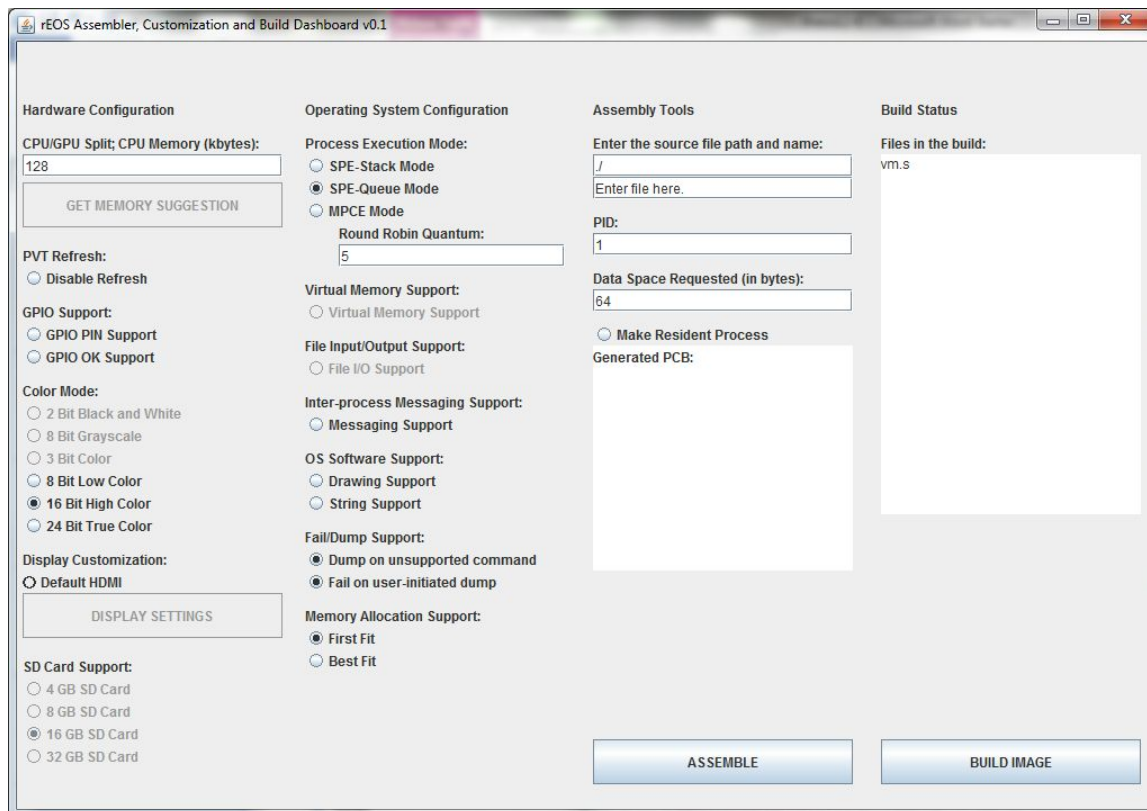 rEOS Assembler, Customization and Build Dashboard v0.1
Hardware Configuration
CPU/GPU Split; CPU Memory (kbytes):
128
GET MEMORY SUGGESTION
PVT Refresh:
Disable Refresh
GPIO Support:
GPIO PIN Support
GPIO OK Support
Color Mode:
2 Bit Black and White
8 Bit Grayscale
3 Bit Color
8 Bit Low Color
16 Bit High Color
24 Bit True Color
Display Customization:
Default HDMI
DISPLAY SETTINGS
SD Card Support:
4 GB SD Card
8 GB SD Card
16 GB SD Card
32 GB SD Card
Operating System Configuration
Process Execution Mode:
SPE-Stack Mode
SPE-Queue Mode
MPCE Mode
Round Robin Quantum:
5
Virtual Memory Support:
Virtual Memory Support
File Input/Output Support:
File I/O Support
Inter-process Messaging Support:
Messaging Support
OS Software Support:
Drawing Support
String Support
Fail/Dump Support:
Dump on unsupported command
Fail on user-initiated dump
Memory Allocation Support:
First Fit
Best Fit
Assembly Tools
Enter the source file path and name:
./
Enter file here.
PID:
1
Data Space Requested (in bytes):
64
Make Resident Process
Generated PCB:
ASSEMBLE
Build Status
Files in the build:
vm.s
BUILD IMAGE